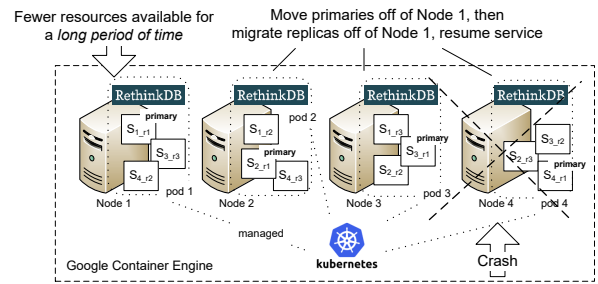 Fewer resources available for
a long period of time
Move primaries off of Node 1, then
migrate replicas off of Node 1, resume service
RethinkDB
RethinkDB
RethinkDB
RethinkDB
primary
S1_r1
S3_r3
S4_r2
Node 1
pod 1
pod 2
S1_r2
primary
S2_r1
S4_r3
Node 2
S1_r3
primary
S3_r1
S2_r2
Node 3
pod 3
S3_r2
S2_r3
primary
S4_r1
Node 4
pod 4
managed
kubernetes
Crash
Google Container Engine